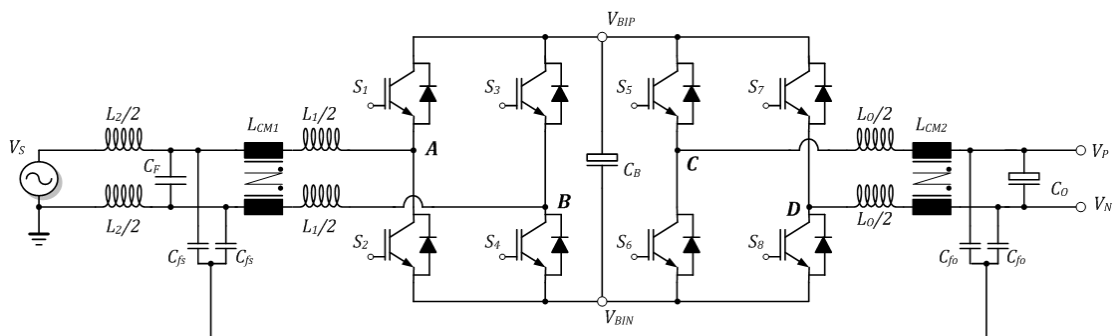 V_BIP
S_1
S_3
S_5
S_7
L_2/2
L_CM1
L_1/2
L_O/2
L_CM2
V_S
A
V_P
C_F
C_B
C
C_O
B
D
V_N
L_2/2
L_1/2
L_O/2
S_2
S_4
S_6
S_8
C_fs
C_fs
C_fo
C_fo
V_BIN